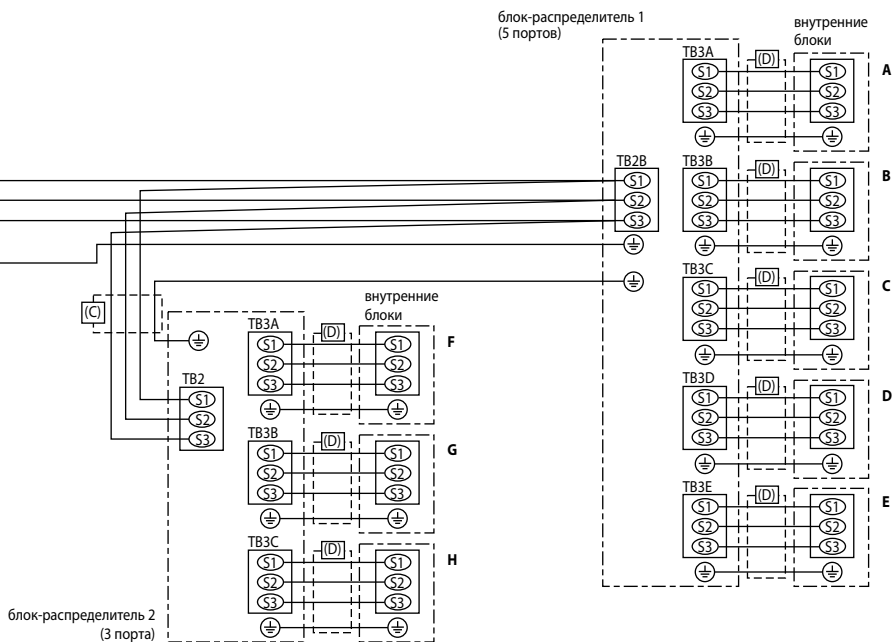 блок-распределитель 1
(5 портов)
внутренние
блоки
TB3A
(D)
A
S1 S1
S2 S2
S3 S3
TB2B
S1
S2
S3
TB3B
(D)
B
S1 S1
S2 S2
S3 S3
TB3C
(D)
C
S1 S1
S2 S2
S3 S3
TB3D
(D)
D
S1 S1
S2 S2
S3 S3
TB3E
(D)
E
S1 S1
S2 S2
S3 S3
(C)
внутренние
блоки
TB3A
(D)
F
S1 S1
S2 S2
S3 S3
TB2
S1
S2
S3
TB3B
(D)
G
S1 S1
S2 S2
S3 S3
TB3C
(D)
H
S1 S1
S2 S2
S3 S3
блок-распределитель 2
(3 порта)